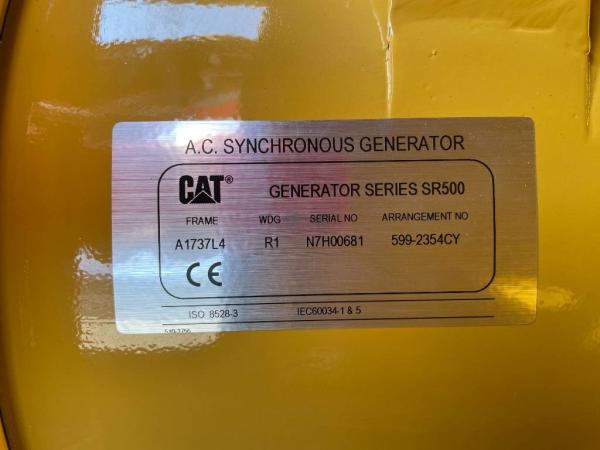 A.C. SYNCHRONOUS GENERATOR
CAT® GENERATOR SERIES SR500
FRAME WDG SERIAL NO ARRANGEMENT NO
A1737L4 R1 N7H00681 599-2354CY
CE
ISO 8528-3 IEC60034-1 & 5